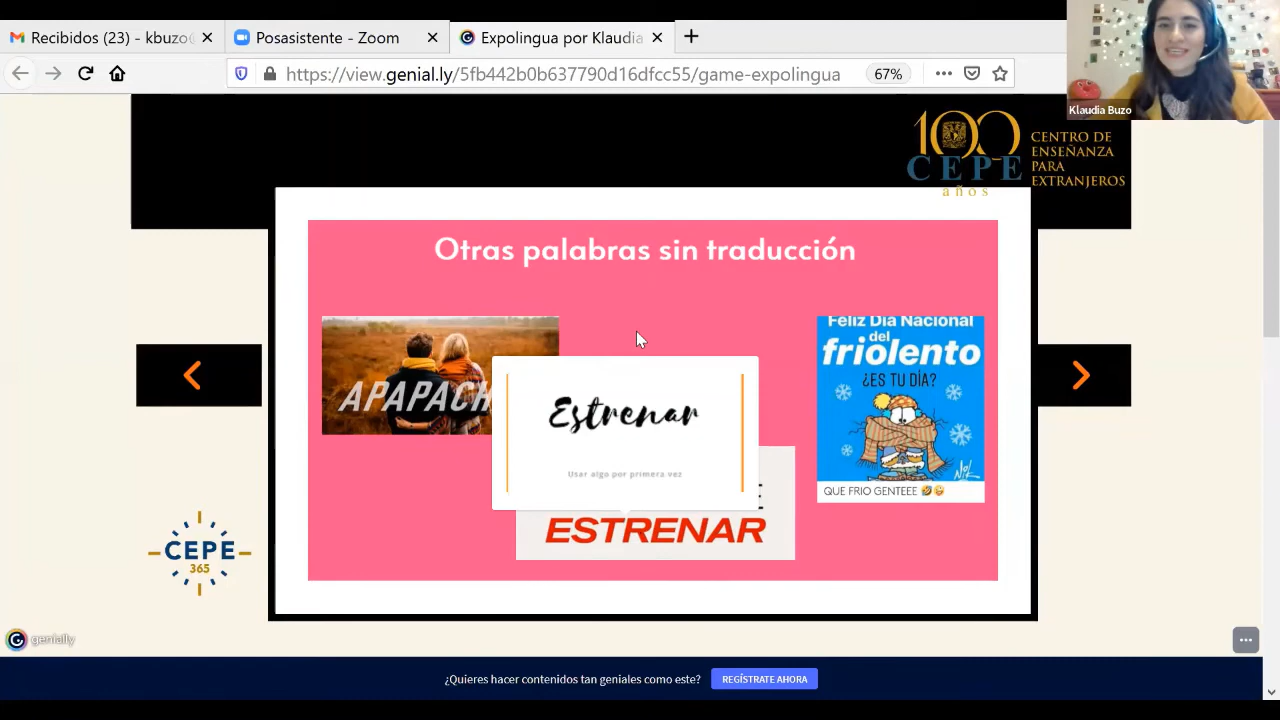 Recibidos (23) - kbuzo@
Posasistente - Zoom
Expolingua por Klaudia
https://view.genial.ly/5fb442b0b637790d16dfcc55/game-expolingua
67%
Klaudia Buzo
100
CEPE
años
CENTRO DE
ENSEÑANZA
PARA
EXTRANJEROS
Otras palabras sin traducción
APAPACH
Estrenar
Usar algo por primera vez
ESTRENAR
Feliz Día Nacional
del
friolento
¿ES TU DÍA?
NIK
QUE FRIO GENTEEE 🤣😜
CEPE
365
genially
¿Quieres hacer contenidos tan geniales como este?
REGÍSTRATE AHORA